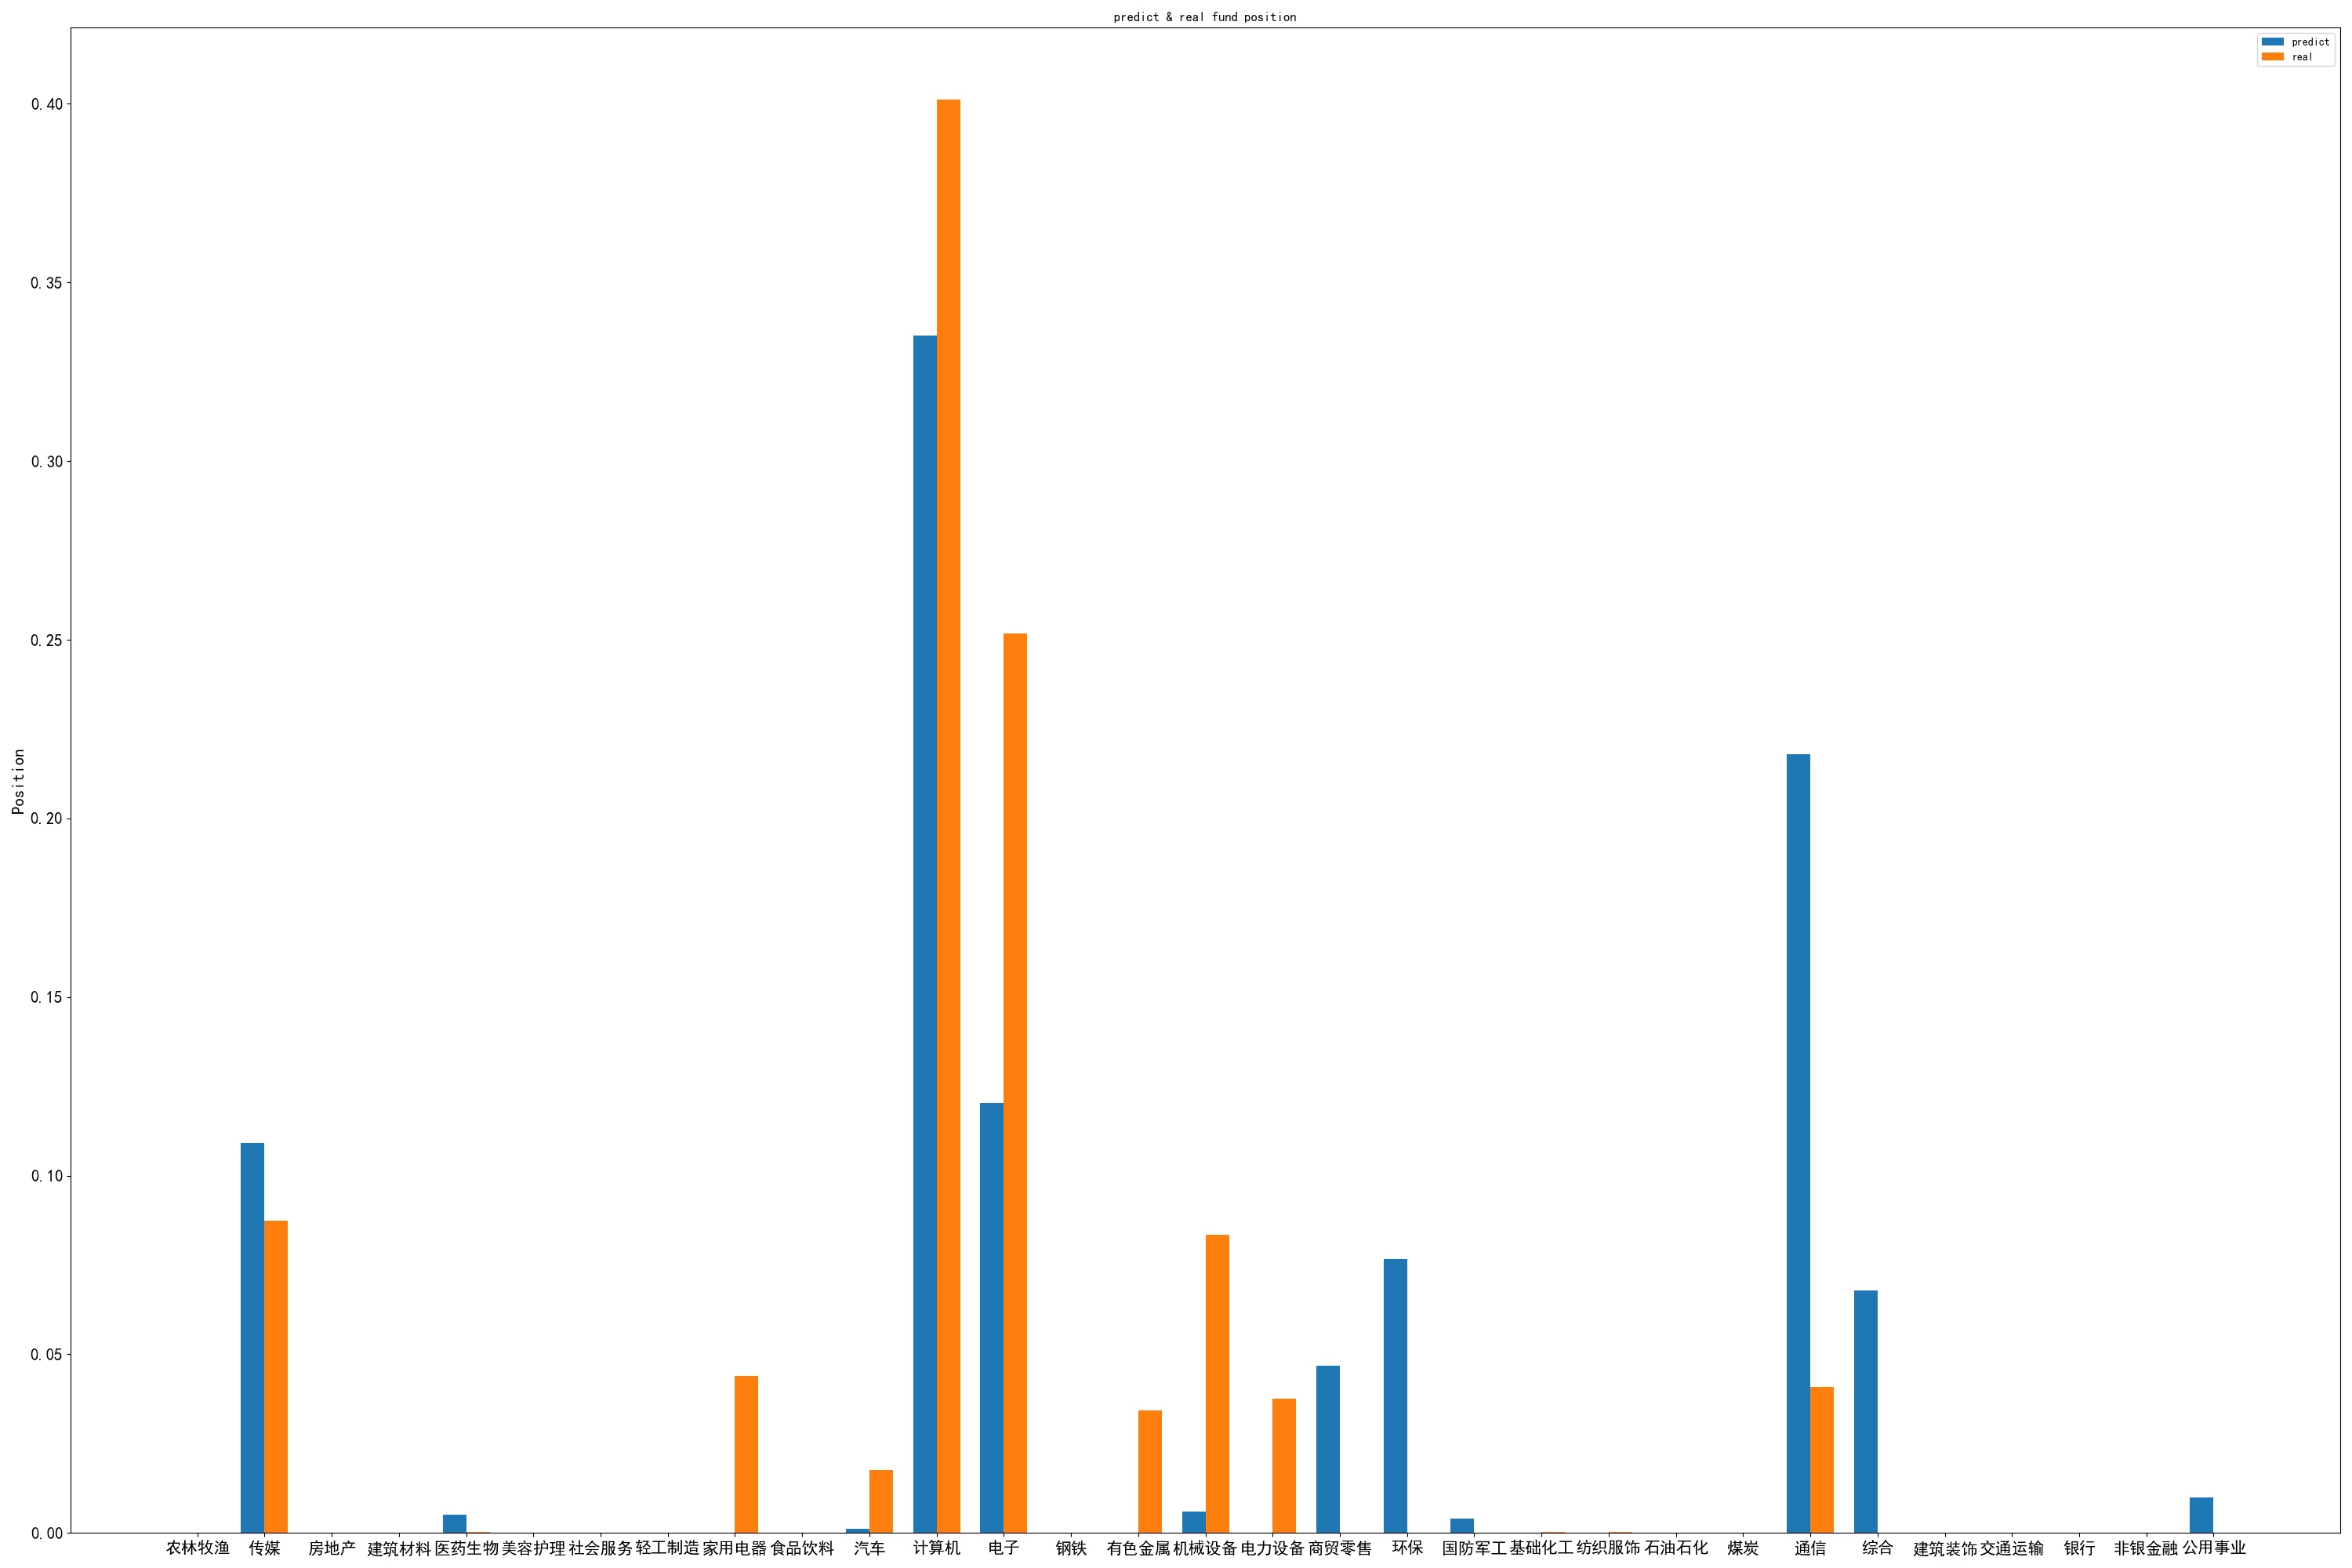 predict & real fund position
predict
real
Position
0.40
0.35
0.30
0.25
0.20
0.15
0.10
0.05
0.00
农林牧渔 传媒 房地产 建筑材料 医药生物 美容护理 社会服务 轻工制造 家用电器 食品饮料 汽车 计算机 电子 钢铁 有色金属 机械设备 电力设备 商贸零售 环保 国防军工 基础化工 纺织服饰 石油石化 煤炭 通信 综合 建筑装饰 交通运输 银行 非银金融 公用事业